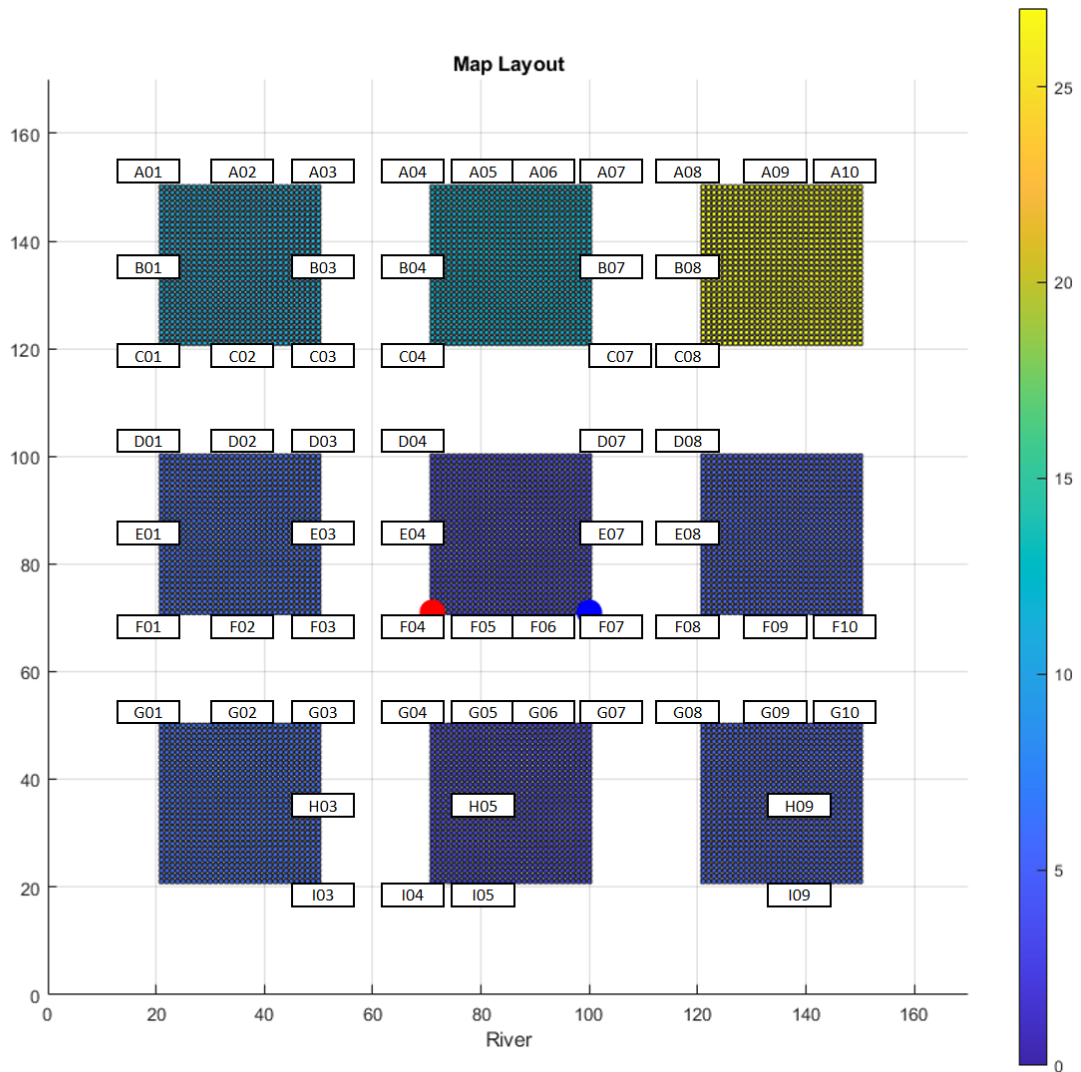 Map Layout
25
20
15
10
5
0
160
140
120
100
80
60
40
20
0
A01 A02 A03 A04 A05 A06 A07 A08 A09 A10
B01 B03 B04 B07 B08
C01 C02 C03 C04 C07 C08
D01 D02 D03 D04 D07 D08
E01 E03 E04 E07 E08
F01 F02 F03 F04 F05 F06 F07 F08 F09 F10
G01 G02 G03 G04 G05 G06 G07 G08 G09 G10
H03 H05 H09
I03 I04 I05 I09
0 20 40 60 80 100 120 140 160
River